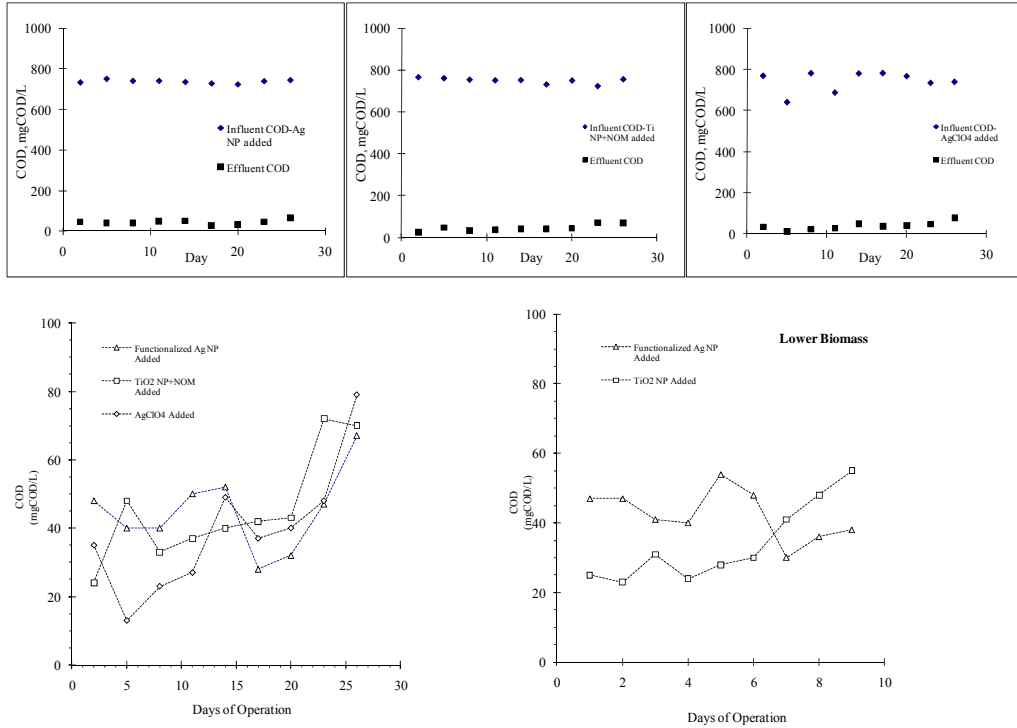 COD, mgCOD/L
1000
800
600
400
200
0
0
10
20
30
Day
Influent COD-Ag
NP added
Effluent COD
COD, mgCOD/L
1000
800
600
400
200
0
0
10
20
30
Day
Influent COD-Ti
NP+NOM added
Effluent COD
COD, mgCOD/L
1000
800
600
400
200
0
0
10
20
30
Day
Influent COD-
AgClO4 added
Effluent COD
COD
(mgCOD/L)
100
80
60
40
20
0
0
5
10
15
20
25
30
Days of Operation
Functionalized Ag NP
Added
TiO2 NP+NOM
Added
AgClO4 Added
COD
(mgCOD/L)
100
80
60
40
20
0
0
2
4
6
8
10
Days of Operation
Lower Biomass
Functionalized Ag NP
Added
TiO2 NP Added